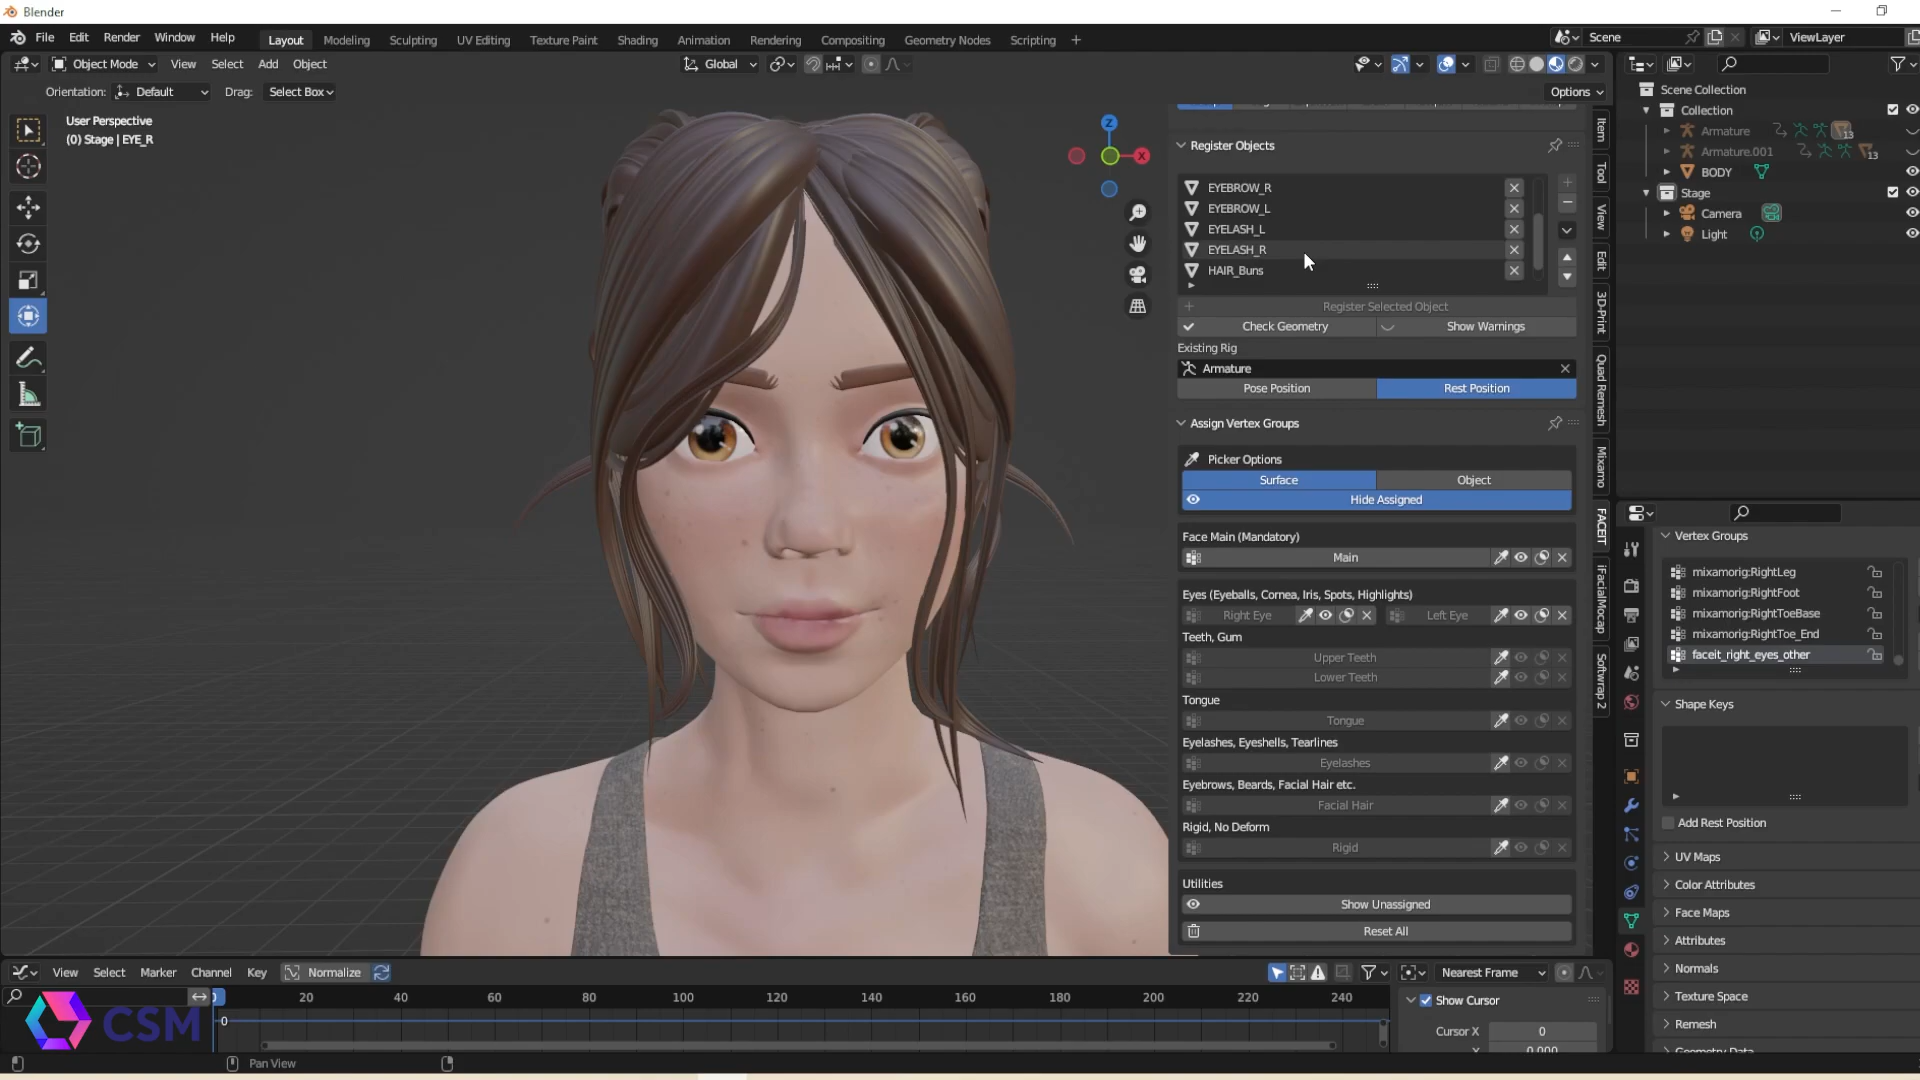 Blender
File Edit Render Window Help Layout Modeling Sculpting UV Editing Texture Paint Shading Animation Rendering Compositing Geometry Nodes Scripting + Scene ViewLayer
Object Mode View Select Add Object Global
Orientation: Default Drag: Select Box Options
User Perspective
(0) Stage | EYE_R
Z
X
Register Objects
EYEBROW_R
EYEBROW_L
EYELASH_L
EYELASH_R
HAIR_Buns
Register Selected Object
Check Geometry Show Warnings
Existing Rig
Armature
Pose Position Rest Position
Assign Vertex Groups
Picker Options
Surface Object
Hide Assigned
Face Main (Mandatory)
Main
Eyes (Eyeballs, Cornea, Iris, Spots, Highlights)
Right Eye Left Eye
Teeth, Gum
Upper Teeth
Lower Teeth
Tongue
Tongue
Eyelashes, Eyeshells, Tearlines
Eyelashes
Eyebrows, Beards, Facial Hair etc.
Facial Hair
Rigid, No Deform
Rigid
Utilities
Show Unassigned
Reset All
Item
Tool
View
Edit
3D-Print
Quad Remesh
Mixamo
FACEIT
iFacialMocap
Softwrap 2
Scene Collection
Collection
Armature 13
Armature.001 13
BODY
Stage
Camera
Light
Vertex Groups
mixamorig:RightLeg
mixamorig:RightFoot
mixamorig:RightToeBase
mixamorig:RightToe_End
faceit_right_eyes_other
Shape Keys
Add Rest Position
UV Maps
Color Attributes
Face Maps
Attributes
Normals
Texture Space
Remesh
Geometry Data
View Select Marker Channel Key Normalize Nearest Frame
0 20 40 60 80 100 120 140 160 180 200 220 240
0
Show Cursor
Cursor X 0
Y 0.000
CSM
Pan View